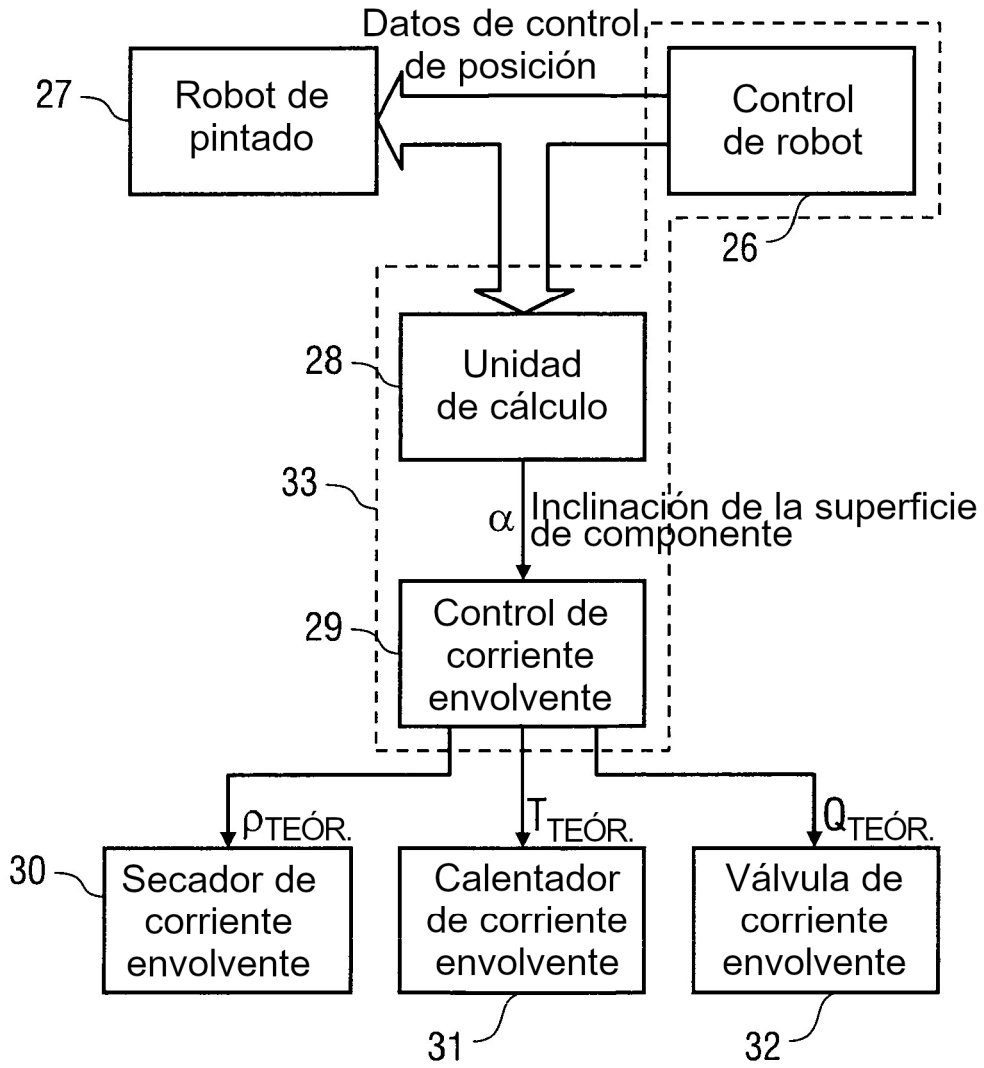 Datos de control
de posición
27
Robot de
pintado
Control
de robot
26
28
Unidad
de cálculo
33
α
Inclinación de la superficie
de componente
29
Control de
corriente
envolvente
ρTEÓR.
TTEÓR.
QTEÓR.
30
Secador de
corriente
envolvente
Calentador
de corriente
envolvente
Válvula de
corriente
envolvente
31
32